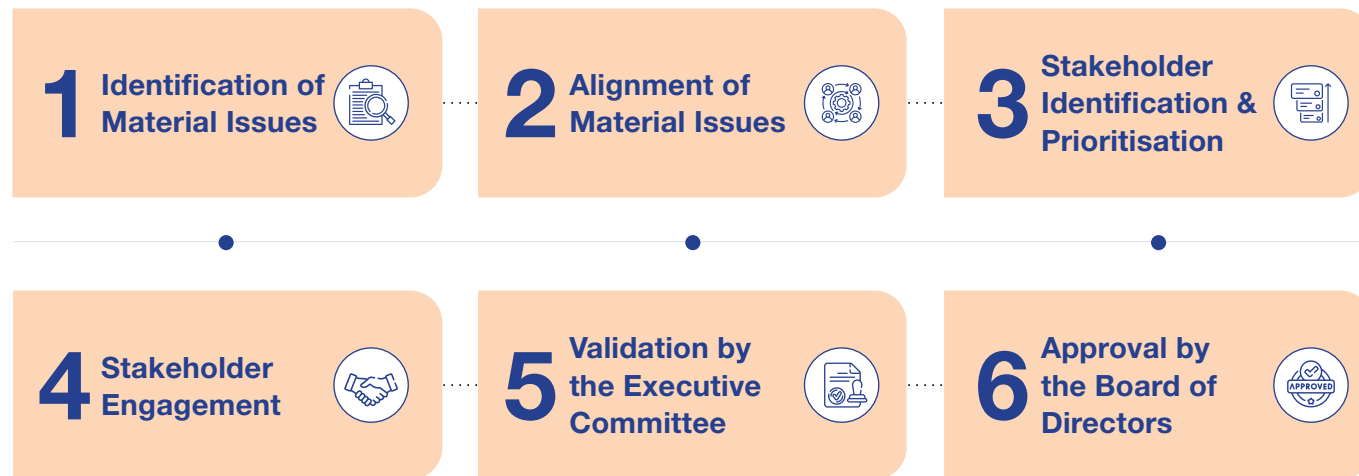 1
Identification of
Material Issues
2
Alignment of
Material Issues
3
Stakeholder
Identification &
Prioritisation
4
Stakeholder
Engagement
5
Validation by
the Executive
Committee
6
Approval by
the Board of
Directors
APPROVED